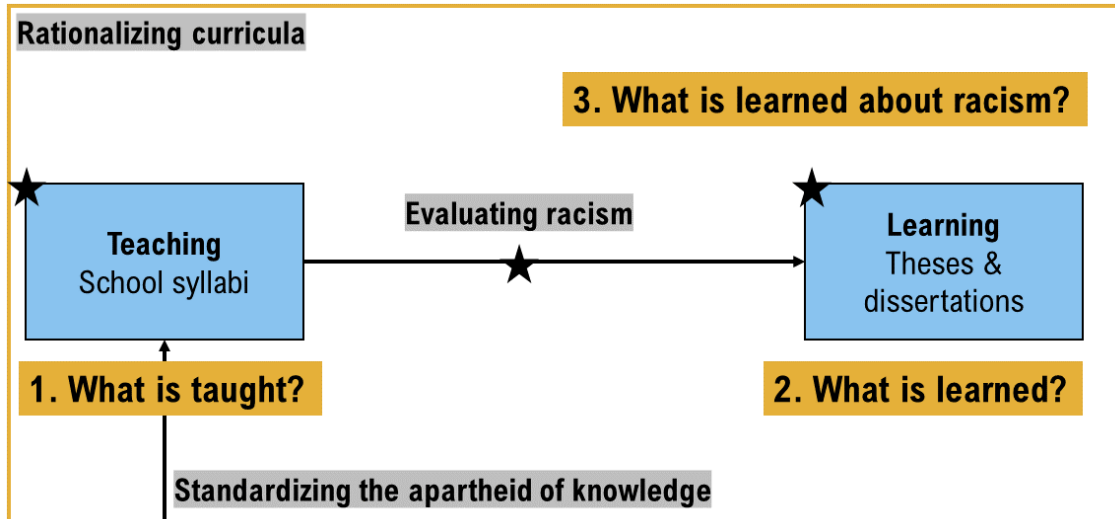 Rationalizing curricula
3. What is learned about racism?
Evaluating racism
Teaching
School syllabi
Learning
Theses &
dissertations
1. What is taught?
2. What is learned?
Standardizing the apartheid of knowledge